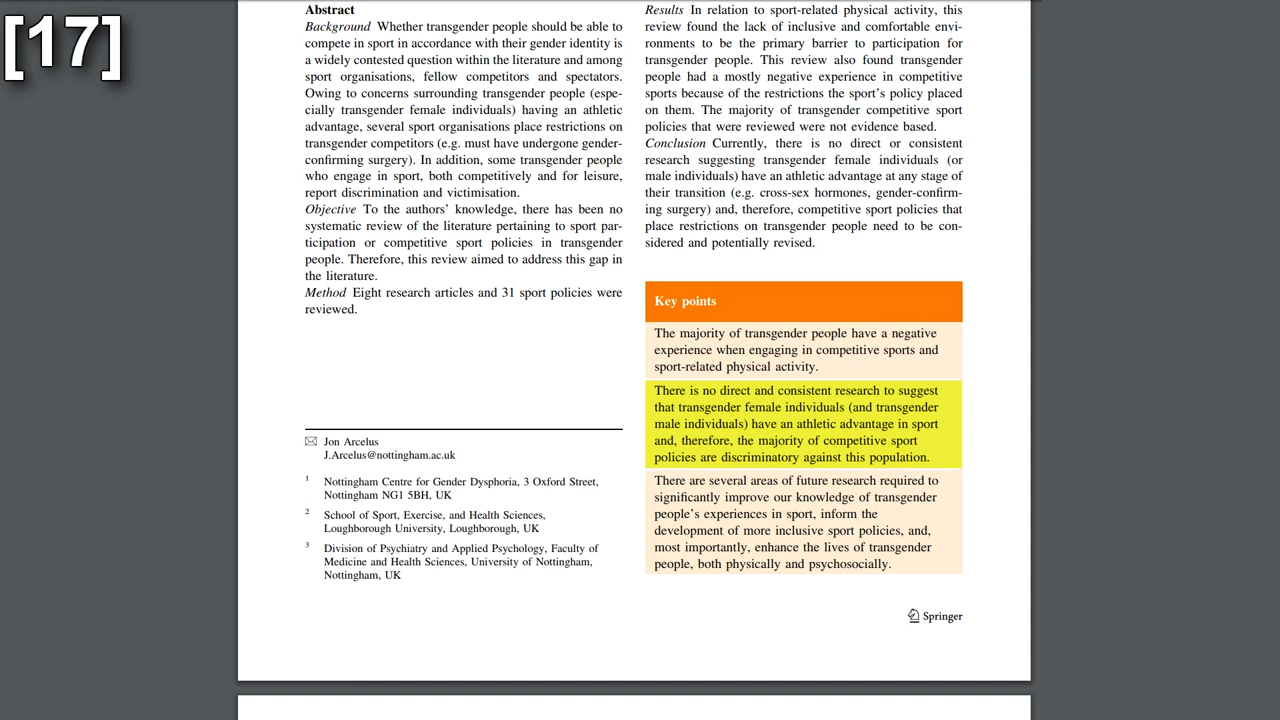 [17]
Abstract
Background Whether transgender people should be able to
compete in sport in accordance with their gender identity is
a widely contested question within the literature and among
sport organisations, fellow competitors and spectators.
Owing to concerns surrounding transgender people (espe-
cially transgender female individuals) having an athletic
advantage, several sport organisations place restrictions on
transgender competitors (e.g. must have undergone gender-
confirming surgery). In addition, some transgender people
who engage in sport, both competitively and for leisure,
report discrimination and victimisation.
Objective To the authors' knowledge, there has been no
systematic review of the literature pertaining to sport par-
ticipation or competitive sport policies in transgender
people. Therefore, this review aimed to address this gap in
the literature.
Method Eight research articles and 31 sport policies were
reviewed.
Jon Arcelus
J.Arcelus@nottingham.ac.uk
1 Nottingham Centre for Gender Dysphoria, 3 Oxford Street,
Nottingham NG1 5BH, UK
2 School of Sport, Exercise, and Health Sciences,
Loughborough University, Loughborough, UK
3 Division of Psychiatry and Applied Psychology, Faculty of
Medicine and Health Sciences, University of Nottingham,
Nottingham, UK
Results In relation to sport-related physical activity, this
review found the lack of inclusive and comfortable envi-
ronments to be the primary barrier to participation for
transgender people. This review also found transgender
people had a mostly negative experience in competitive
sports because of the restrictions the sport's policy placed
on them. The majority of transgender competitive sport
policies that were reviewed were not evidence based.
Conclusion Currently, there is no direct or consistent
research suggesting transgender female individuals (or
male individuals) have an athletic advantage at any stage of
their transition (e.g. cross-sex hormones, gender-confirm-
ing surgery) and, therefore, competitive sport policies that
place restrictions on transgender people need to be con-
sidered and potentially revised.
Key points
The majority of transgender people have a negative
experience when engaging in competitive sports and
sport-related physical activity.
There is no direct and consistent research to suggest
that transgender female individuals (and transgender
male individuals) have an athletic advantage in sport
and, therefore, the majority of competitive sport
policies are discriminatory against this population.
There are several areas of future research required to
significantly improve our knowledge of transgender
people's experiences in sport, inform the
development of more inclusive sport policies, and,
most importantly, enhance the lives of transgender
people, both physically and psychosocially.
Springer